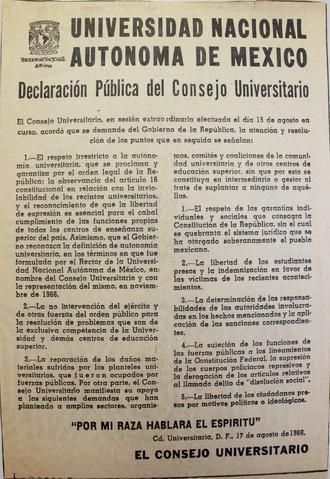 UNIVERSIDAD NACIONAL
AUTONOMA DE MEXICO
Declaración Pública del Consejo Universitario
El Consejo Universitario, en sesión extraordinaria efectuada el día 15 de agosto en
curso, acordó que se demande del Gobierno de la República, la atención y resolu-
ción de los puntos que en seguida se señalan:
1.—El respeto irrestricto a la autono-
mía universitaria, que se proclama y
garantiza por el orden legal de la Re-
pública; la observancia del artículo 16
constitucional en relación con la invio-
labilidad de los recintos universitarios,
y el reconocimiento de que la libertad
de expresión es esencial para el cabal
cumplimiento de las funciones propias
de todos los centros de enseñanza su-
perior del país. Asimismo, que el Gobier-
no reconozca la definición de autonomía
universitaria, en los términos en que fue
formulada por el Rector de la Univer-
sidad Nacional Autónoma de México, en
nombre del Consejo Universitario y con
la representación del mismo, en noviem-
bre de 1966.
2.—La no intervención del ejército y
de otras fuerzas del orden público para
la resolución de problemas que son de
la exclusiva competencia de la Univer-
sidad y demás centros de educación
superior.
3.—La reparación de los daños ma-
teriales sufridos por los planteles uni-
versitarios que fueron ocupados por
fuerzas públicas. Por otra parte, el Con-
sejo Universitario manifiesta su apoyo
a las siguientes demandas que han
planteado a amplios sectores, organis-
mos, comités y coaliciones de la comuni-
dad universitaria y de otros centros de
educación superior, sin que por esto se
constituya en intermediario o gestor ni
trate de suplantar a ninguno de aqué-
llos.
1.—El respeto de las garantías indi-
viduales y sociales que consagra la
Constitución de la República, sin el cual
se quebranta el sistema jurídico que se
ha otorgado soberanamente el pueblo
mexicano.
2.—La libertad de los estudiantes
presos y la indemnización en favor de
las víctimas de los recientes aconteci-
mientos.
3.—La determinación de las responsa-
bilidades de las autoridades involucra-
das en los hechos mencionados y la apli-
cación de las sanciones correspondien-
tes.
4.—La sujeción de las funciones de
las fuerzas públicas a los lineamientos
de la Constitución Federal, la supresión
de los cuerpos policiacos represivos y
la derogación de los artículos relativos
al llamado delito de "disolución social".
5.—La libertad de los ciudadanos pre-
sos por motivos políticos o ideológicos.
"POR MI RAZA HABLARA EL ESPIRITU"
Cd. Universitaria, D. F., 17 de agosto de 1968.
EL CONSEJO UNIVERSITARIO